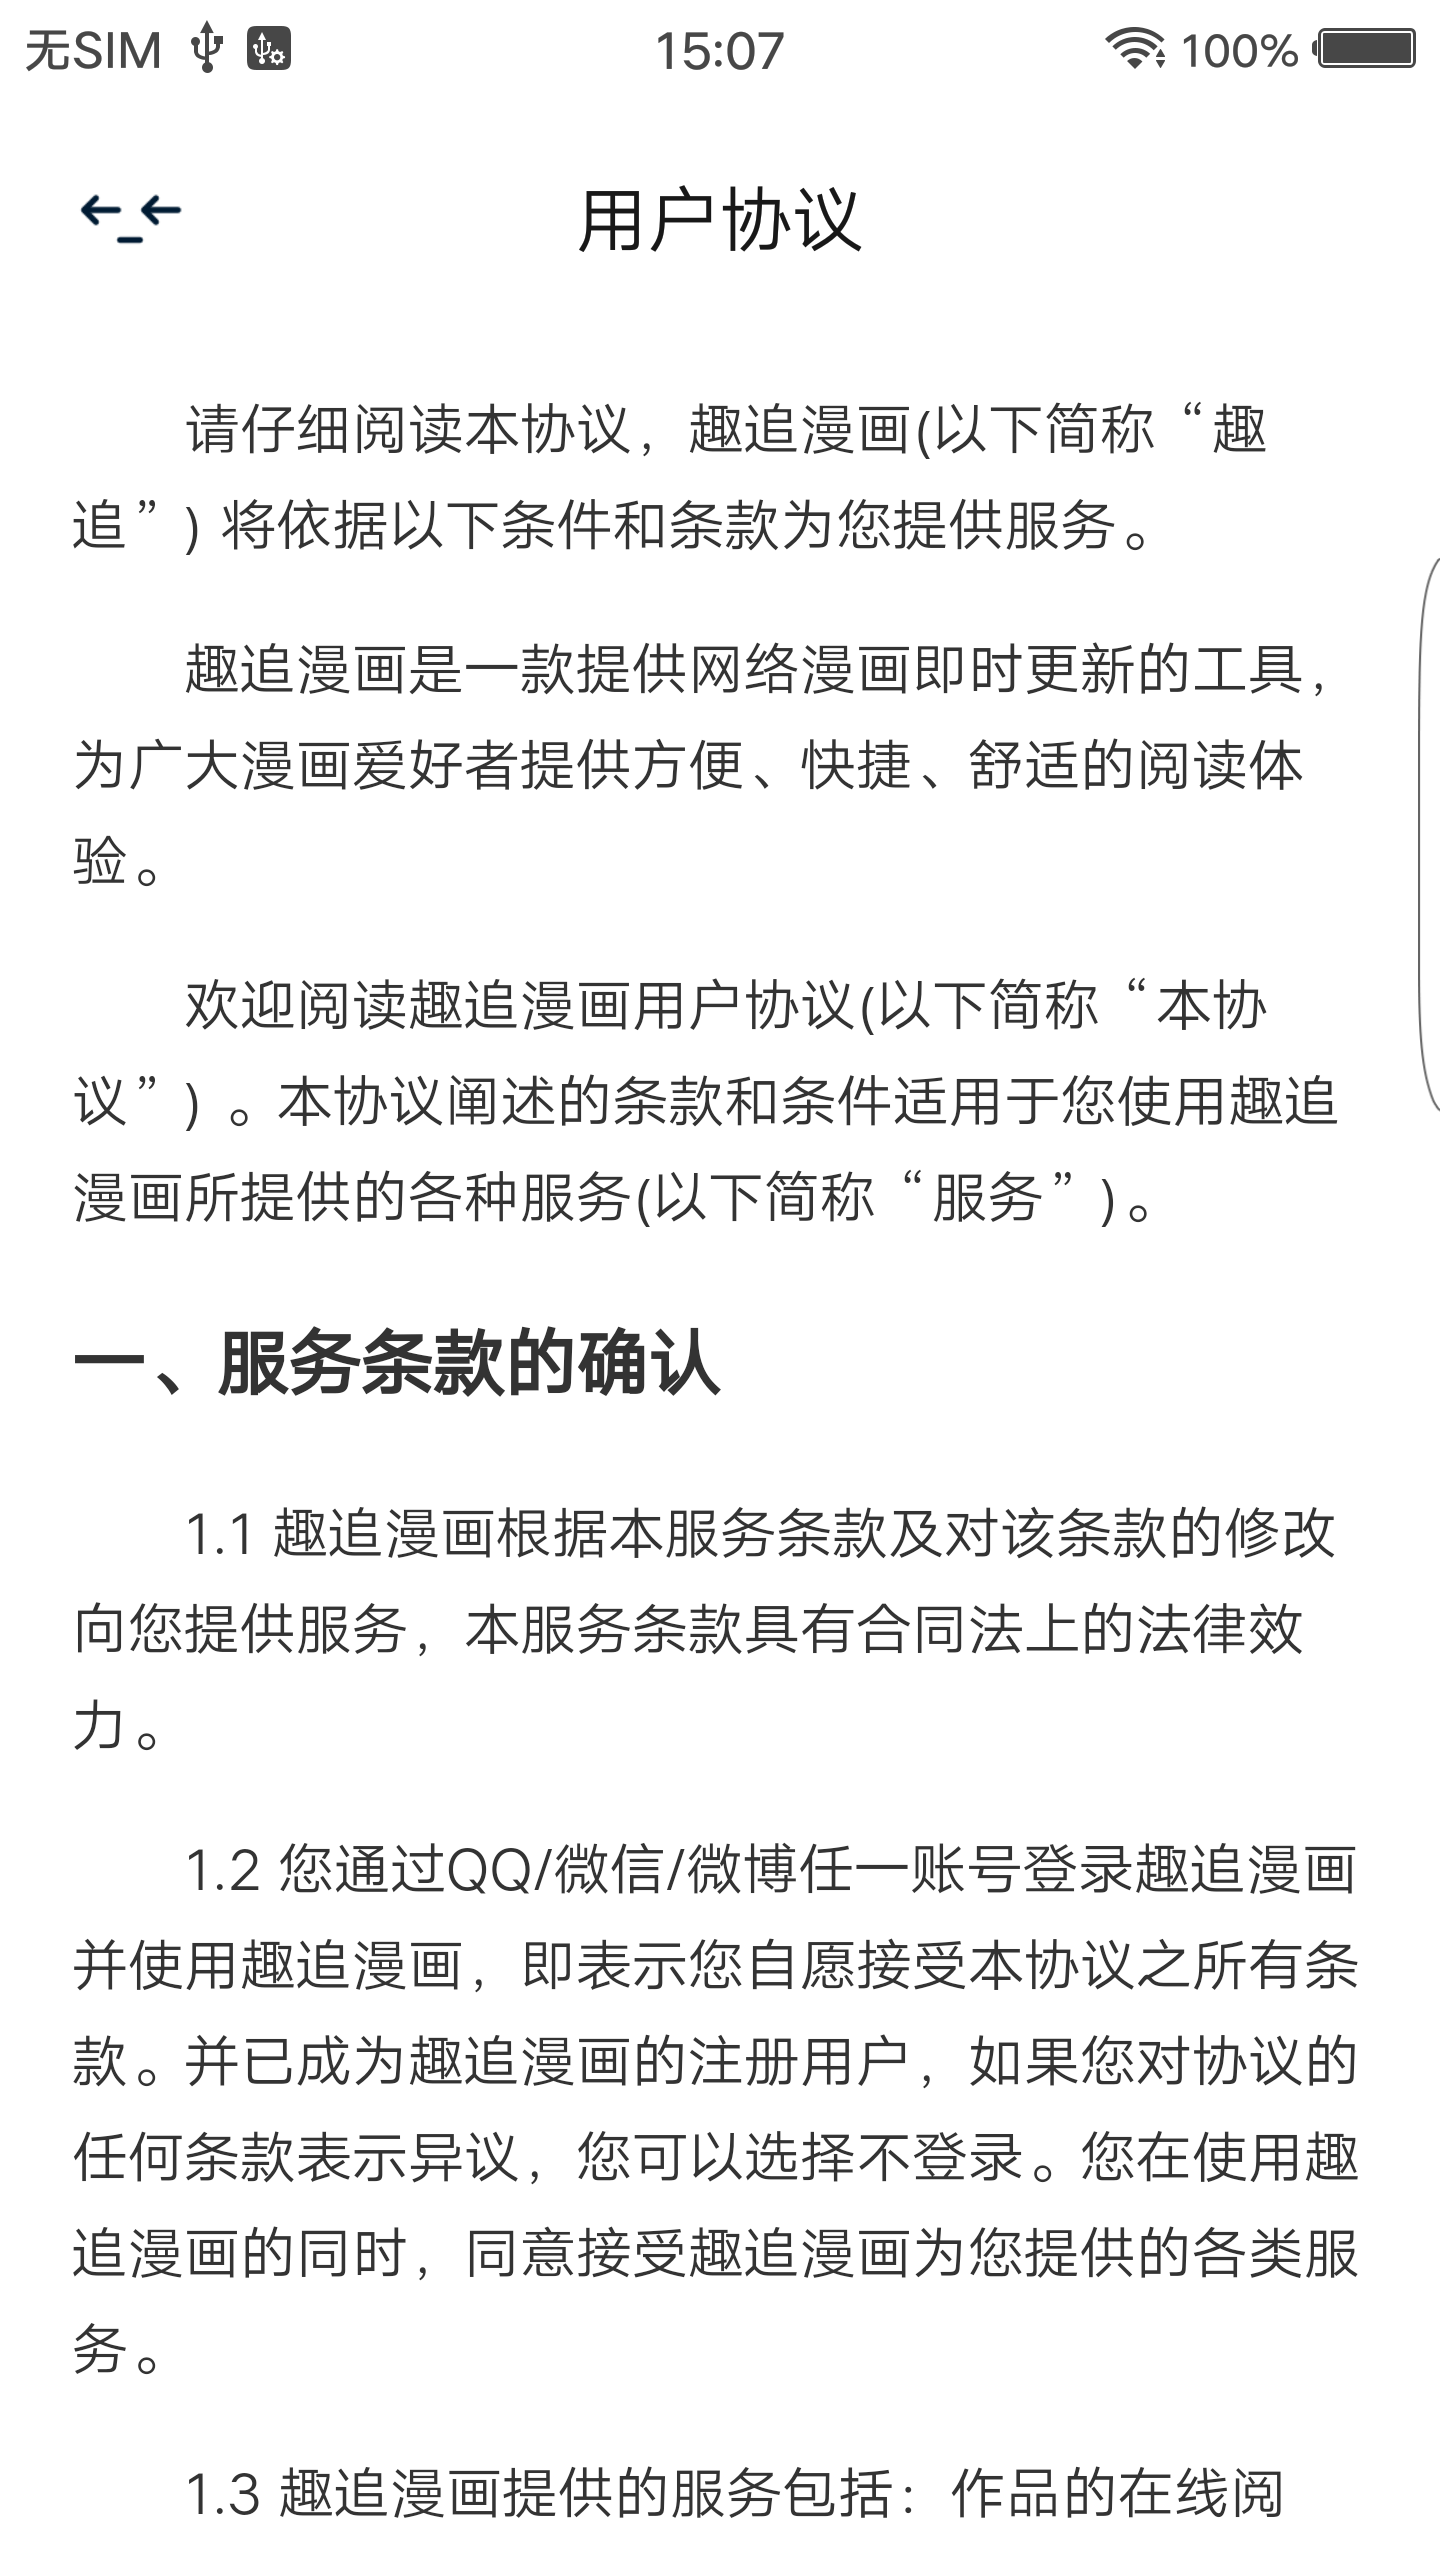 无SIM 15:07 100%
用户协议
请仔细阅读本协议，趣追漫画(以下简称“趣
追”) 将依据以下条件和条款为您提供服务。
趣追漫画是一款提供网络漫画即时更新的工具，
为广大漫画爱好者提供方便、快捷、舒适的阅读体
验。
欢迎阅读趣追漫画用户协议(以下简称“本协
议”) 。本协议阐述的条款和条件适用于您使用趣追
漫画所提供的各种服务(以下简称“服务”) 。
一、服务条款的确认
1.1 趣追漫画根据本服务条款及对该条款的修改
向您提供服务，本服务条款具有合同法上的法律效
力。
1.2 您通过QQ/微信/微博任一账号登录趣追漫画
并使用趣追漫画，即表示您自愿接受本协议之所有条
款。并已成为趣追漫画的注册用户，如果您对协议的
任何条款表示异议，您可以选择不登录。您在使用趣
追漫画的同时，同意接受趣追漫画为您提供的各类服
务。
1.3 趣追漫画提供的服务包括：作品的在线阅